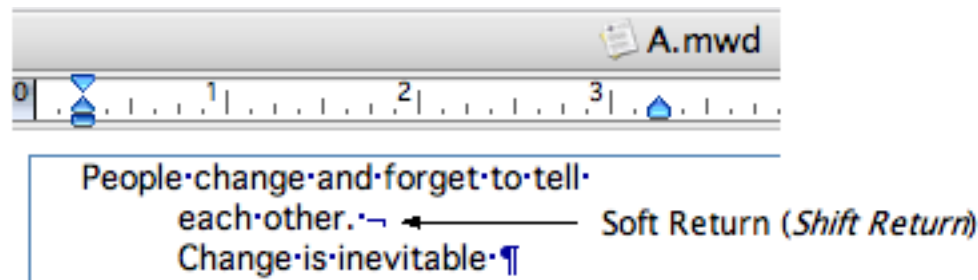 A.mwd
0 1 2 3
People·change·and·forget·to·tell·
each·other.·¬ Soft Return (Shift Return)
Change·is·inevitable·¶